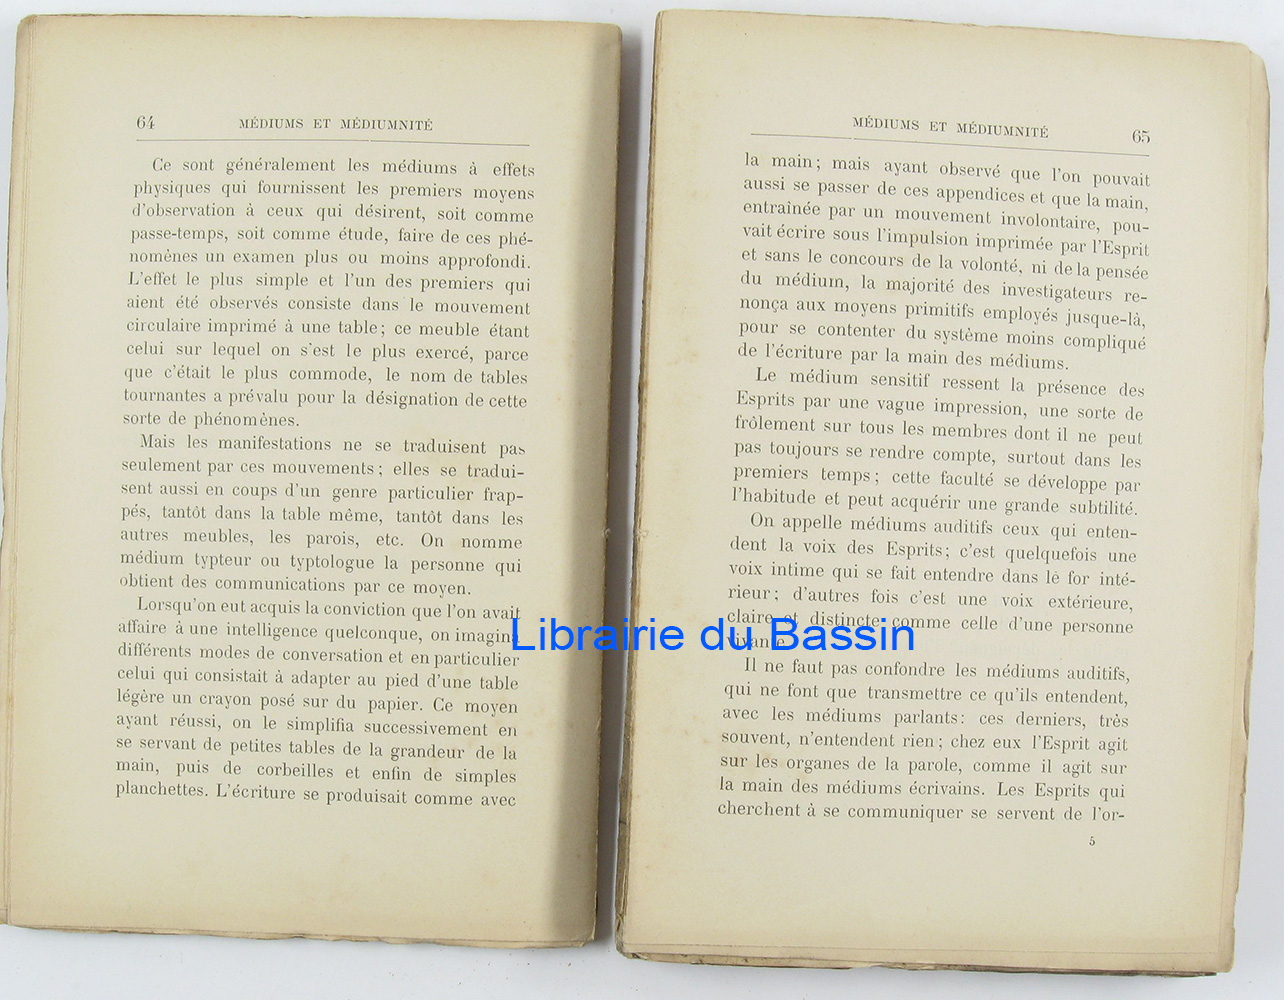 64 MÉDIUMS ET MÉDIUMNITÉ
Ce sont généralement les médiums à effets
physiques qui fournissent les premiers moyens
d'observation à ceux qui désirent, soit comme
passe-temps, soit comme étude, faire de ces phé-
nomènes un examen plus ou moins approfondi.
L'effet le plus simple et l'un des premiers qui
aient été observés consiste dans le mouvement
circulaire imprimé à une table; ce meuble étant
celui sur lequel on s'est le plus exercé, parce
que c'était le plus commode, le nom de tables
tournantes a prévalu pour la désignation de cette
sorte de phénomènes.
Mais les manifestations ne se traduisent pas
seulement par ces mouvements; elles se tradui-
sent aussi en coups d'un genre particulier frap-
pés, tantôt dans la table même, tantôt dans les
autres meubles, les parois, etc. On nomme
médium typteur ou typtologue la personne qui
obtient des communications par ce moyen.
Lorsqu'on eut acquis la conviction que l'on avait
affaire à une intelligence quelconque, on imagina
différents modes de conversation et en particulier
celui qui consistait à adapter au pied d'une table
légère un crayon posé sur du papier. Ce moyen
ayant réussi, on le simplifia successivement en
se servant de petites tables de la grandeur de la
main, puis de corbeilles et enfin de simples
planchettes. L'écriture se produisait comme avec
MÉDIUMS ET MÉDIUMNITÉ 65
la main; mais ayant observé que l'on pouvait
aussi se passer de ces appendices et que la main,
entraînée par un mouvement involontaire, pou-
vait écrire sous l'impulsion imprimée par l'Esprit
et sans le concours de la volonté, ni de la pensée
du médium, la majorité des investigateurs re-
nonça aux moyens primitifs employés jusque-là,
pour se contenter du système moins compliqué
de l'écriture par la main des médiums.
Le médium sensitif ressent la présence des
Esprits par une vague impression, une sorte de
frôlement sur tous les membres dont il ne peut
pas toujours se rendre compte, surtout dans les
premiers temps; cette faculté se développe par
l'habitude et peut acquérir une grande subtilité.
On appelle médiums auditifs ceux qui enten-
dent la voix des Esprits; c'est quelquefois une
voix intime qui se fait entendre dans le for inté-
rieur; d'autres fois c'est une voix extérieure,
claire et distincte comme celle d'une personne
vivante.
Il ne faut pas confondre les médiums auditifs,
qui ne font que transmettre ce qu'ils entendent,
avec les médiums parlants: ces derniers, très
souvent, n'entendent rien; chez eux l'Esprit agit
sur les organes de la parole, comme il agit sur
la main des médiums écrivains. Les Esprits qui
cherchent à se communiquer se servent de l'or-
5
Librairie du Bassin